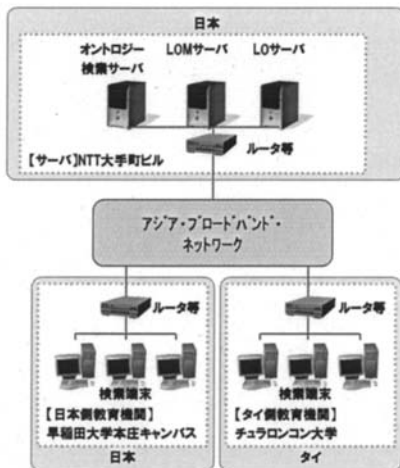 日本
オントロジー
検索サーバ
LOMサーバ
LOサーバ
ルータ等
【サーバ】NTT大手町ビル
アジア・ブロードバンド・
ネットワーク
ルータ等
検索端末
【日本側教育機関】
早稲田大学本庄キャンパス
日本
ルータ等
検索端末
【タイ側教育機関】
チュラロンコン大学
タイ